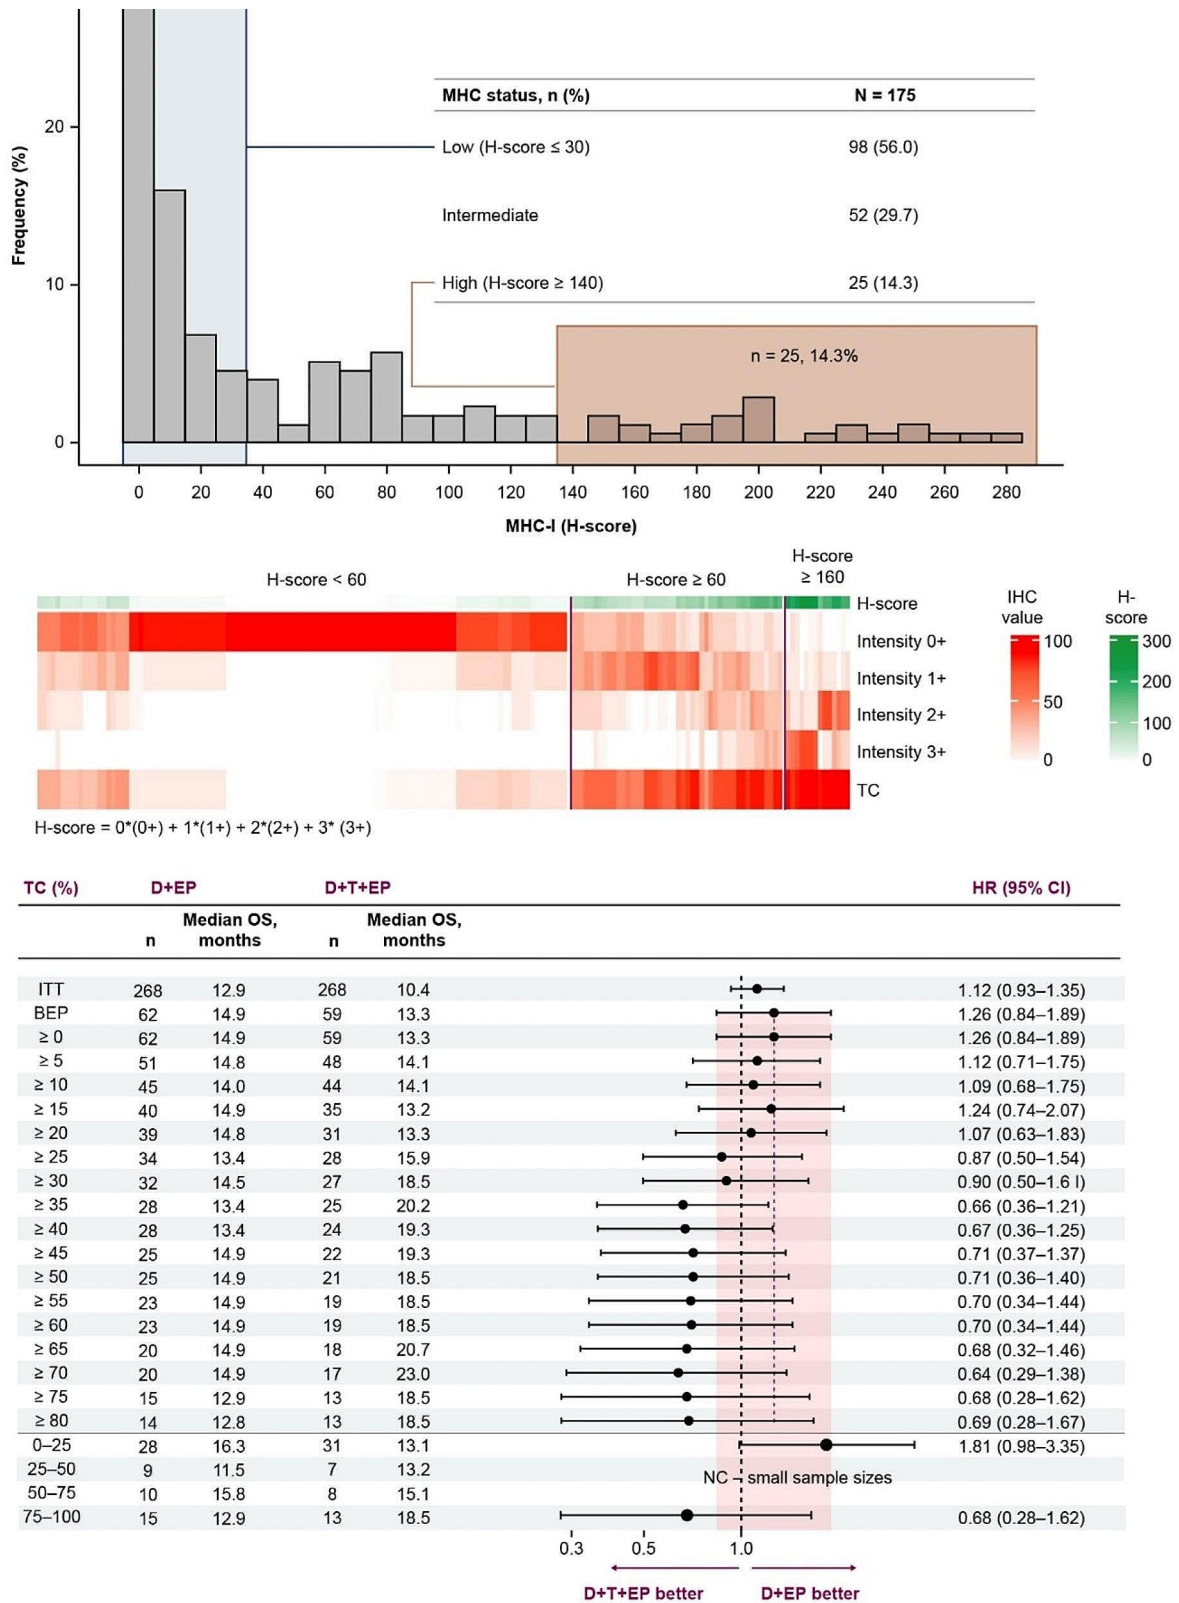 MHC status, n (%) N = 175
20
Low (H-score ≤ 30) 98 (56.0)
Frequency (%)
Intermediate 52 (29.7)
10
High (H-score ≥ 140) 25 (14.3)
n = 25, 14.3%
0
0 20 40 60 80 100 120 140 160 180 200 220 240 260 280
MHC-I (H-score)
H-score < 60 H-score ≥ 60 H-score
≥ 160
H-score
Intensity 0+
Intensity 1+
Intensity 2+
Intensity 3+
TC
IHC
value
100
50
0
H-
score
300
200
100
0
H-score = 0*(0+) + 1*(1+) + 2*(2+) + 3* (3+)
TC (%) D+EP D+T+EP HR (95% CI)
n Median OS, months n Median OS, months
ITT 268 12.9 268 10.4 1.12 (0.93–1.35)
BEP 62 14.9 59 13.3 1.26 (0.84–1.89)
≥ 0 62 14.9 59 13.3 1.26 (0.84–1.89)
≥ 5 51 14.8 48 14.1 1.12 (0.71–1.75)
≥ 10 45 14.0 44 14.1 1.09 (0.68–1.75)
≥ 15 40 14.9 35 13.2 1.24 (0.74–2.07)
≥ 20 39 14.8 31 13.3 1.07 (0.63–1.83)
≥ 25 34 13.4 28 15.9 0.87 (0.50–1.54)
≥ 30 32 14.5 27 18.5 0.90 (0.50–1.6 I)
≥ 35 28 13.4 25 20.2 0.66 (0.36–1.21)
≥ 40 28 13.4 24 19.3 0.67 (0.36–1.25)
≥ 45 25 14.9 22 19.3 0.71 (0.37–1.37)
≥ 50 25 14.9 21 18.5 0.71 (0.36–1.40)
≥ 55 23 14.9 19 18.5 0.70 (0.34–1.44)
≥ 60 23 14.9 19 18.5 0.70 (0.34–1.44)
≥ 65 20 14.9 18 20.7 0.68 (0.32–1.46)
≥ 70 20 14.9 17 23.0 0.64 (0.29–1.38)
≥ 75 15 12.9 13 18.5 0.68 (0.28–1.62)
≥ 80 14 12.8 13 18.5 0.69 (0.28–1.67)
0–25 28 16.3 31 13.1 1.81 (0.98–3.35)
25–50 9 11.5 7 13.2
NC – small sample sizes
50–75 10 15.8 8 15.1
75–100 15 12.9 13 18.5 0.68 (0.28–1.62)
0.3 0.5 1.0
D+T+EP better D+EP better